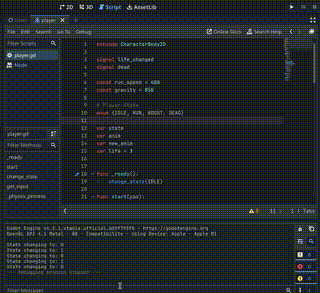 2D 3D Script AssetLib
player
File Edit Search Go To Debug Online Docs Search Help
Filter Scripts
player.gd
Node
player.gd
Filter Methods
_ready
start
change_state
get_input
_physics_process
1 extends CharacterBody2D
2
3 signal life_changed
4 signal dead
5
6 const run_speed = 400
7 const gravity = 850
8
9 # Player State
10 enum {IDLE, RUN, BOOST, DEAD}
11
12 var state
13 var anim
14 var new_anim
15 var life = 3
16
17
18 func _ready():
19 change_state(IDLE)
20
21 func start(pos):
5 11 : 1 Tabs
Godot Engine v4.2.1.stable.official.b09f793f5 - https://godotengine.org
OpenGL API 4.1 Metal - 88 - Compatibility - Using Device: Apple - Apple M1
State changing to: 0
State changing to: 1
State changing to: 0
State changing to: 1
State changing to: 0
-- Debugging process stopped --
Filter Messages